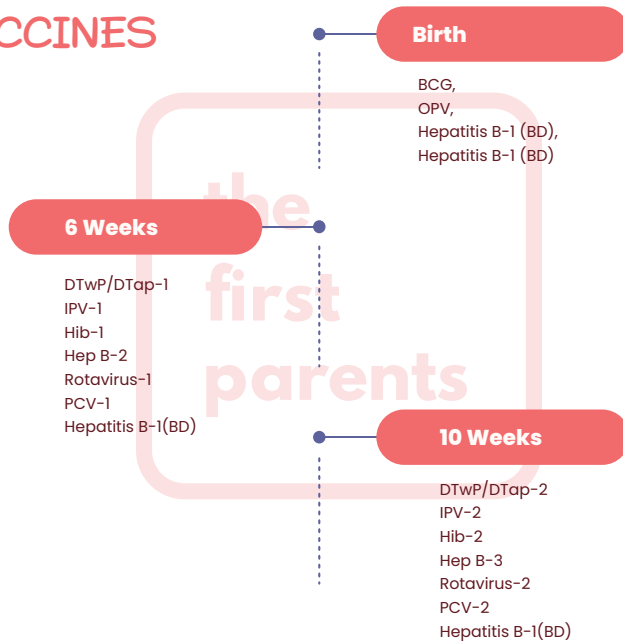 CCINES
Birth
BCG,
OPV,
Hepatitis B-1 (BD),
Hepatitis B-1 (BD)
the
first
parents
6 Weeks
DTwP/DTap-1
IPV-1
Hib-1
Hep B-2
Rotavirus-1
PCV-1
Hepatitis B-1(BD)
10 Weeks
DTwP/DTap-2
IPV-2
Hib-2
Hep B-3
Rotavirus-2
PCV-2
Hepatitis B-1(BD)